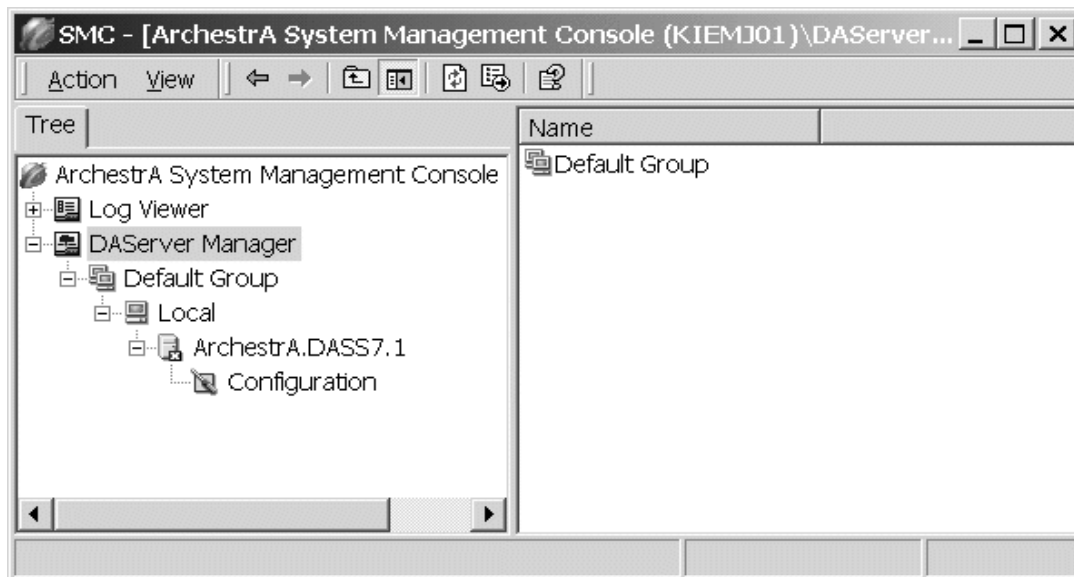 SMC - [ArchestrA System Management Console (KIEMJ01)\DAServer...
Action View
Tree
Name
ArchestrA System Management Console
Log Viewer
DAServer Manager
Default Group
Local
ArchestrA.DASS7.1
Configuration
Default Group